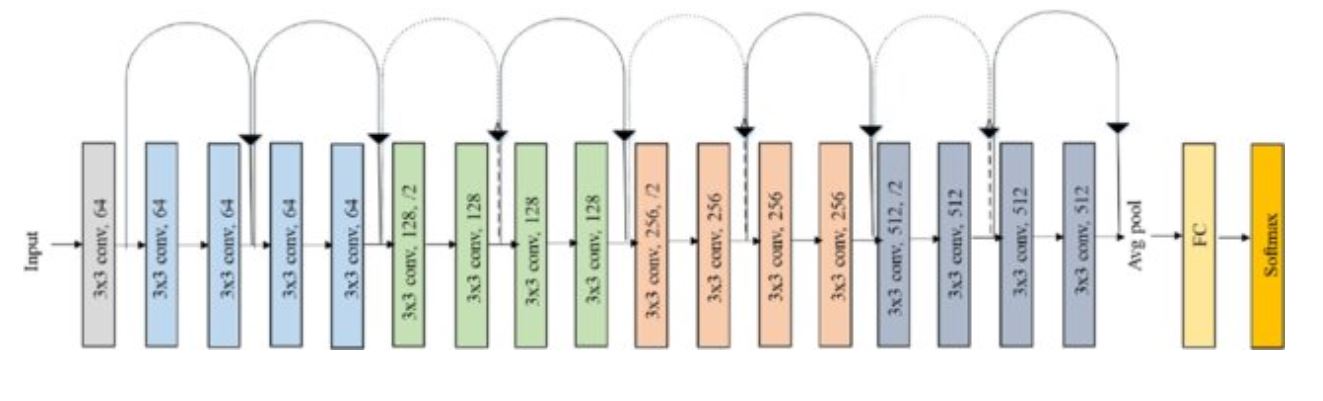 Input
3x3 conv, 64
3x3 conv, 64
3x3 conv, 64
3x3 conv, 64
3x3 conv, 64
3x3 conv, 128, /2
3x3 conv, 128
3x3 conv, 128
3x3 conv, 128
3x3 conv, 256, /2
3x3 conv, 256
3x3 conv, 256
3x3 conv, 256
3x3 conv, 512, /2
3x3 conv, 512
3x3 conv, 512
3x3 conv, 512
Avg pool
FC
Softmax